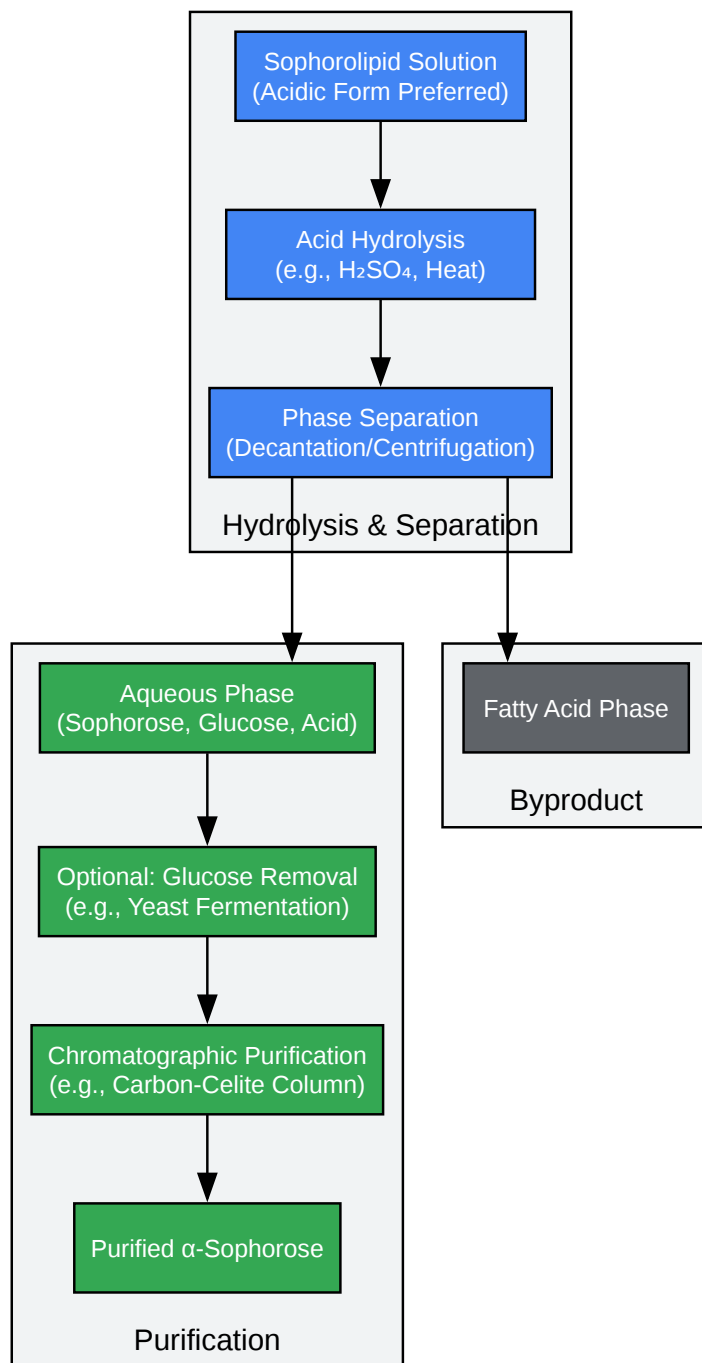 Sophorolipid Solution
(Acidic Form Preferred)
Acid Hydrolysis
(e.g., H₂SO₄, Heat)
Phase Separation
(Decantation/Centrifugation)
Hydrolysis & Separation
Aqueous Phase
(Sophorose, Glucose, Acid)
Optional: Glucose Removal
(e.g., Yeast Fermentation)
Chromatographic Purification
(e.g., Carbon-Celite Column)
Purified α-Sophorose
Purification
Fatty Acid Phase
Byproduct